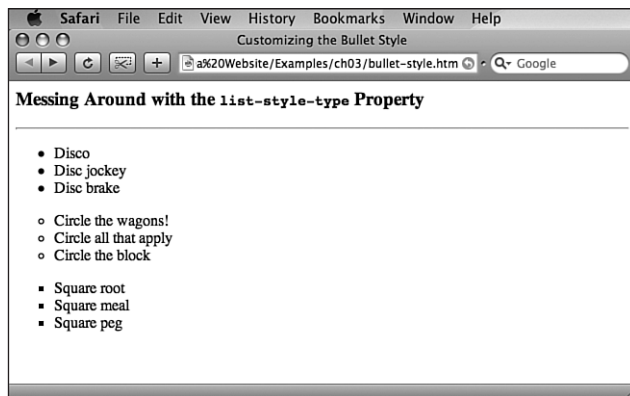 Safari File Edit View History Bookmarks Window Help
Customizing the Bullet Style
a%20Website/Examples/ch03/bullet-style.htm Google
Messing Around with the list-style-type Property
Disco
Disc jockey
Disc brake
Circle the wagons!
Circle all that apply
Circle the block
Square root
Square meal
Square peg